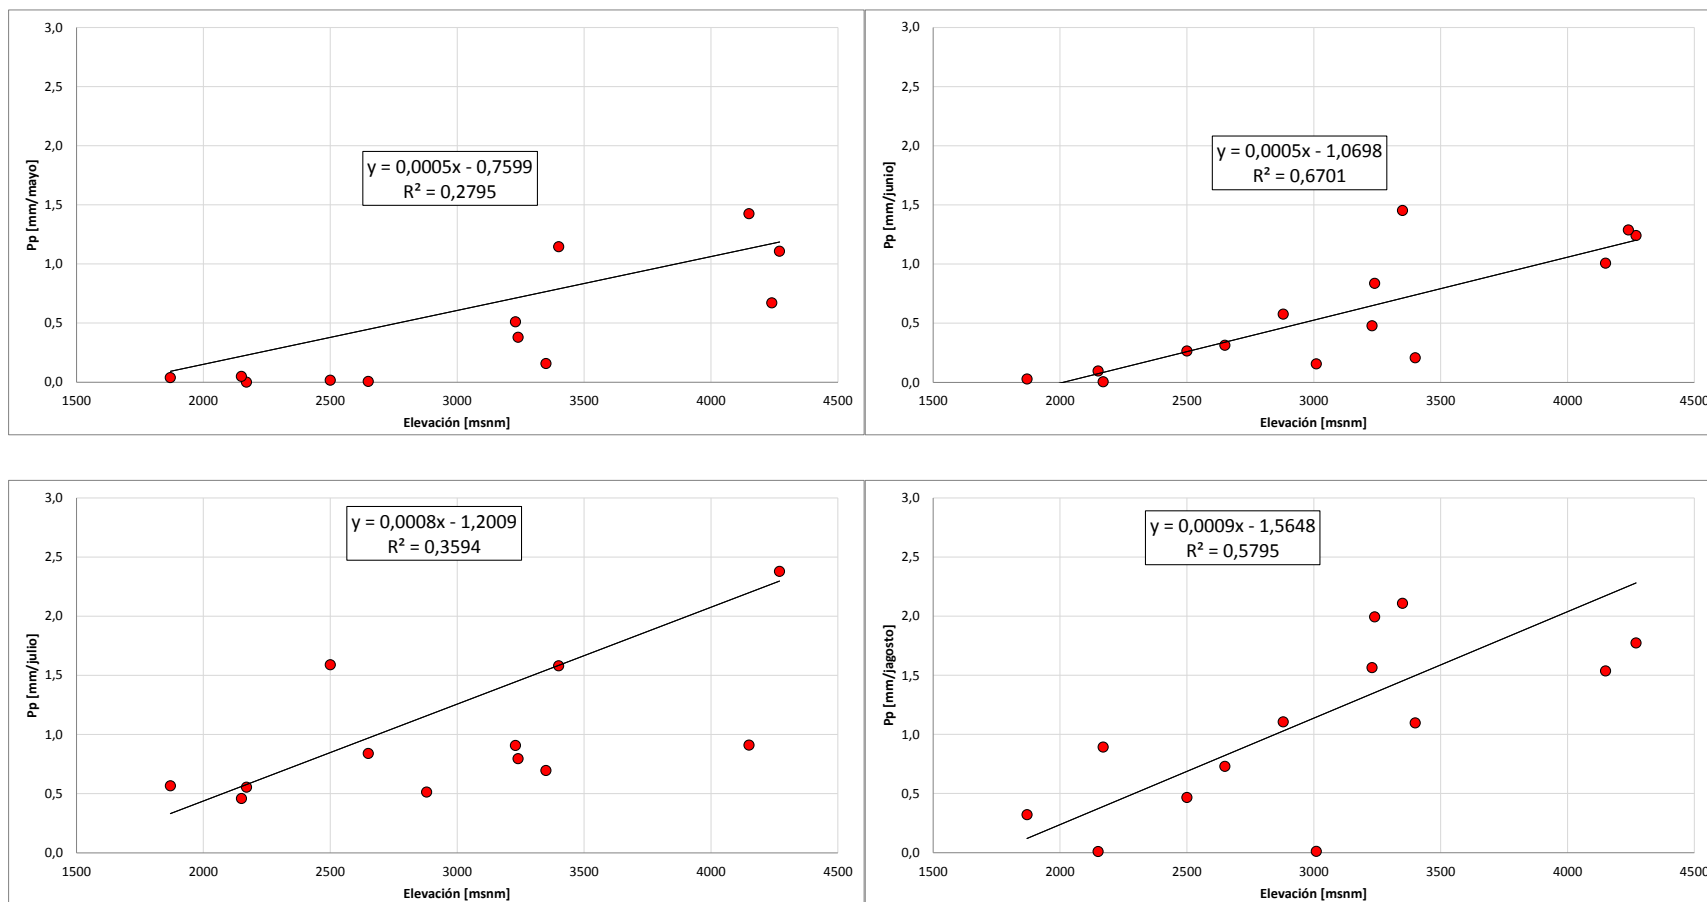 3,0
2,5
2,0
1,5
1,0
0,5
0,0
Pp [mm/mayo]
y = 0,0005x - 0,7599
R² = 0,2795
1500 2000 2500 3000 3500 4000 4500
Elevación [msnm]
3,0
2,5
2,0
1,5
1,0
0,5
0,0
Pp [mm/junio]
y = 0,0005x - 1,0698
R² = 0,6701
1500 2000 2500 3000 3500 4000 4500
Elevación [msnm]
3,0
2,5
2,0
1,5
1,0
0,5
0,0
Pp [mm/julio]
y = 0,0008x - 1,2009
R² = 0,3594
1500 2000 2500 3000 3500 4000 4500
Elevación [msnm]
3,0
2,5
2,0
1,5
1,0
0,5
0,0
Pp [mm/jagosto]
y = 0,0009x - 1,5648
R² = 0,5795
1500 2000 2500 3000 3500 4000 4500
Elevación [msnm]